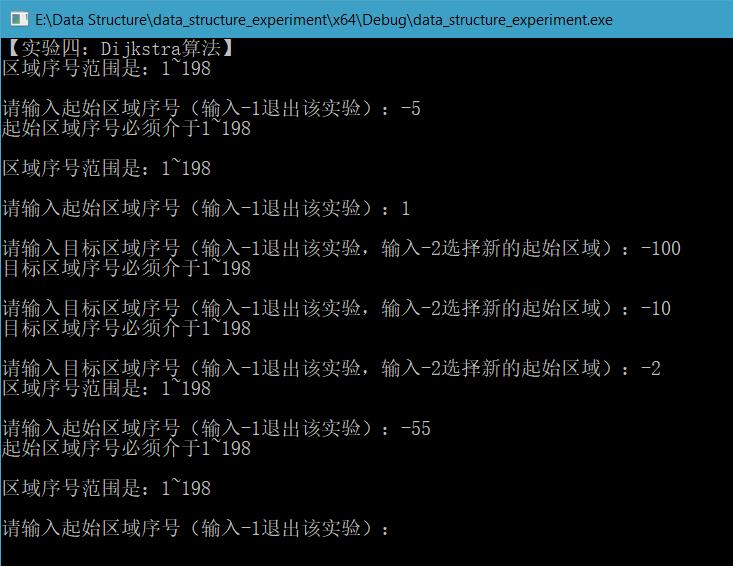 E:\Data Structure\data_structure_experiment\x64\Debug\data_structure_experiment.exe
【实验四：Dijkstra算法】
区域序号范围是：1~198
请输入起始区域序号（输入-1退出该实验）：-5
起始区域序号必须介于1~198
区域序号范围是：1~198
请输入起始区域序号（输入-1退出该实验）：1
请输入目标区域序号（输入-1退出该实验，输入-2选择新的起始区域）：-100
目标区域序号必须介于1~198
请输入目标区域序号（输入-1退出该实验，输入-2选择新的起始区域）：-10
目标区域序号必须介于1~198
请输入目标区域序号（输入-1退出该实验，输入-2选择新的起始区域）：-2
区域序号范围是：1~198
请输入起始区域序号（输入-1退出该实验）：-55
起始区域序号必须介于1~198
区域序号范围是：1~198
请输入起始区域序号（输入-1退出该实验）：